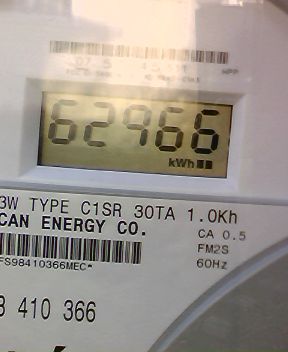 62966
kWh
3W TYPE C1SR 30TA 1.0Kh
CAN ENERGY CO.
CA 0.5
FM2S
FS98410366MEC*
60Hz
8 410 366